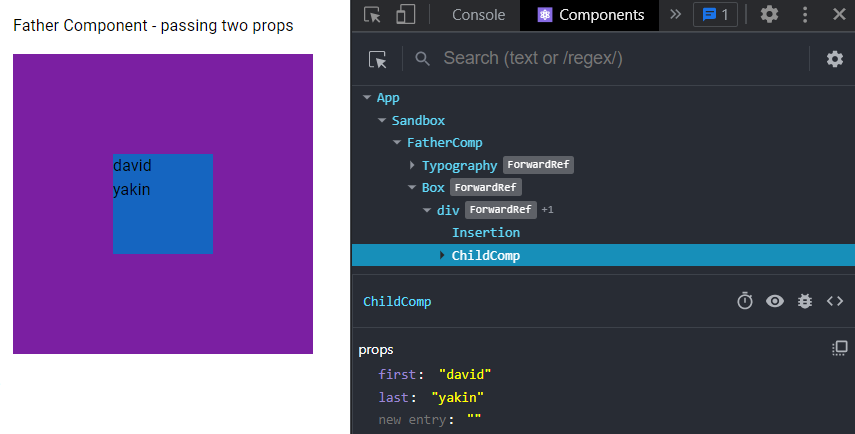 Father Component - passing two props
david
yakin
Console
Components
»
1
Search (text or /regex/)
App
Sandbox
FatherComp
Typography ForwardRef
Box ForwardRef
div ForwardRef +1
Insertion
ChildComp
ChildComp
props
first: "david"
last: "yakin"
new entry: ""